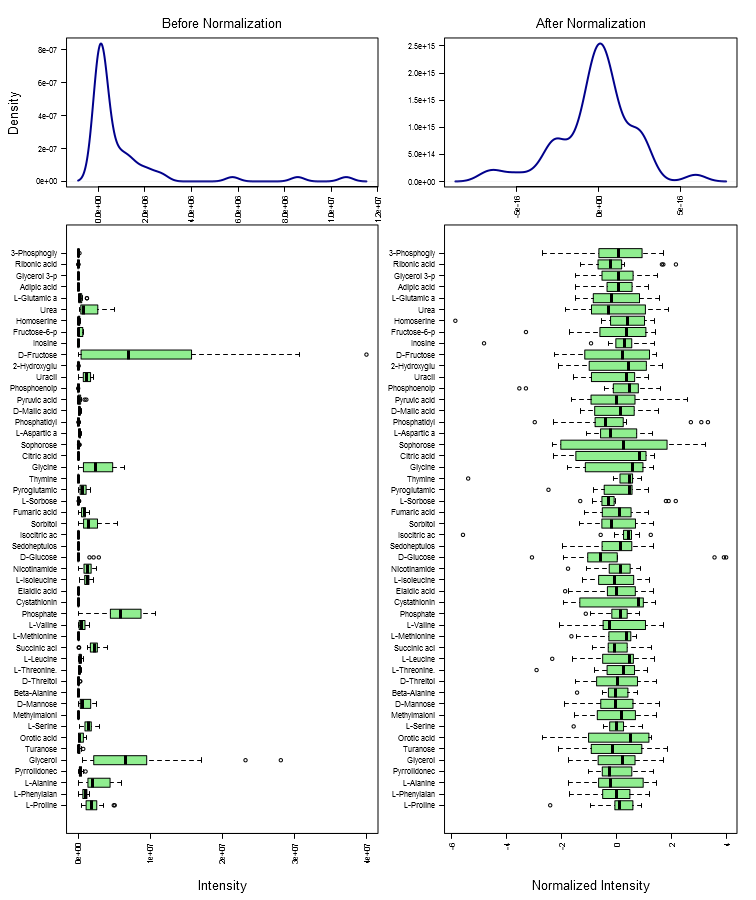 Before Normalization
After Normalization
Density
8e-07
6e-07
4e-07
2e-07
0e+00
2.5e+15
2.0e+15
1.5e+15
1.0e+15
5.0e+14
0.0e+00
0.0e+00
2.0e+06
4.0e+06
6.0e+06
8.0e+06
1.0e+07
1.2e+07
-5e-16
0e+00
5e-16
3-Phosphogly
Ribonic acid
Glycerol 3-p
Adipic acid
L-Glutamic a
Urea
Homoserine
Fructose-6-p
Inosine
D-Fructose
2-Hydroxyglu
Uracil
Phosphoenolp
Pyruvic acid
D-Malic acid
Phosphatidyl
L-Aspartic a
Sophorose
Citric acid
Glycine
Thymine
Pyroglutamic
L-Sorbose
Fumaric acid
Sorbitol
Isocitric ac
Sedoheptulos
D-Glucose
Nicotinamide
L-Isoleucine
Elaidic acid
Cystathionin
Phosphate
L-Valine
L-Methionine
Succinic aci
L-Leucine
L-Threonine.
D-Threitol
Beta-Alanine
D-Mannose
Methylmaloni
L-Serine
Orotic acid
Turanose
Glycerol
Pyrrolidonec
L-Alanine
L-Phenylalan
L-Proline
0e+00
1e+07
2e+07
3e+07
4e+07
-6
-4
-2
0
2
4
Intensity
Normalized Intensity